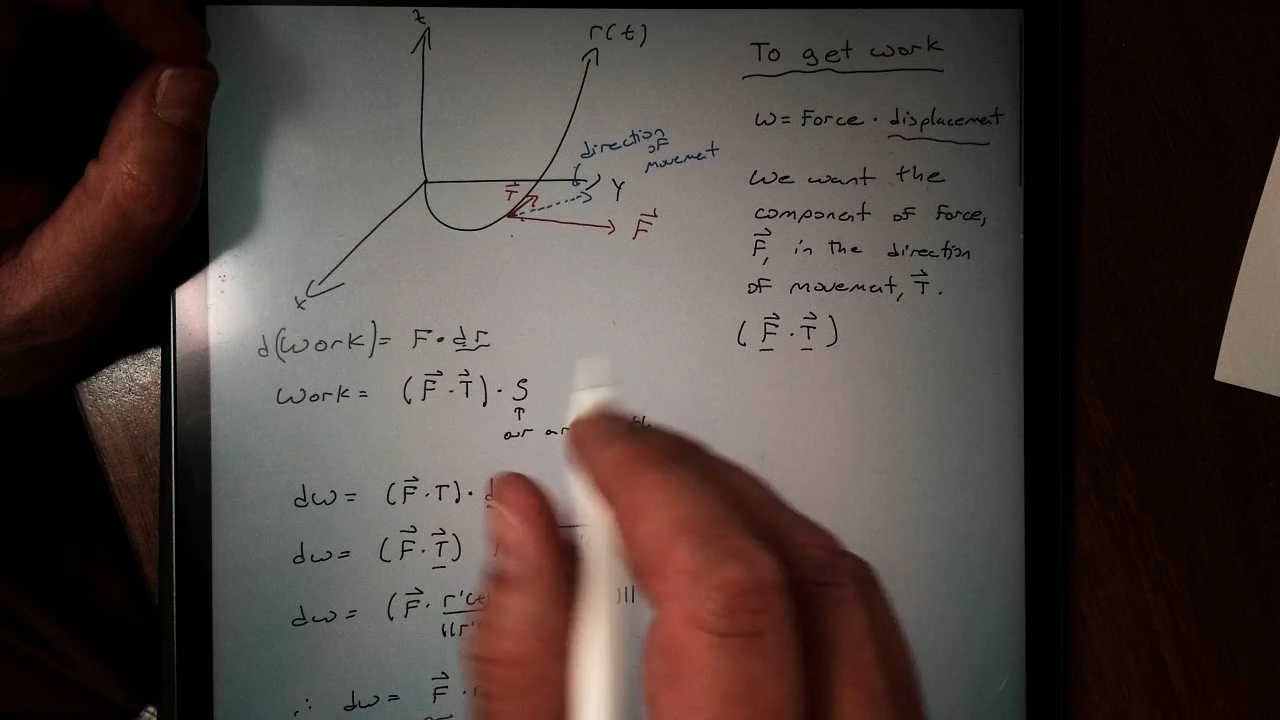 z
r(t)
direction
of
movement
T⃗
Y
F⃗
x
d(work)= F · dr
Work = (F⃗ · T⃗) · S
↑
our
dw = (F⃗ · T) ·
dw = (F⃗ · T⃗)
dw = (F⃗ ·
∴ dw = F⃗ ·
To get work
w = Force · displacement
We want the
component of Force,
F⃗, in the direction
of movement, T⃗.
(F⃗ · T⃗)